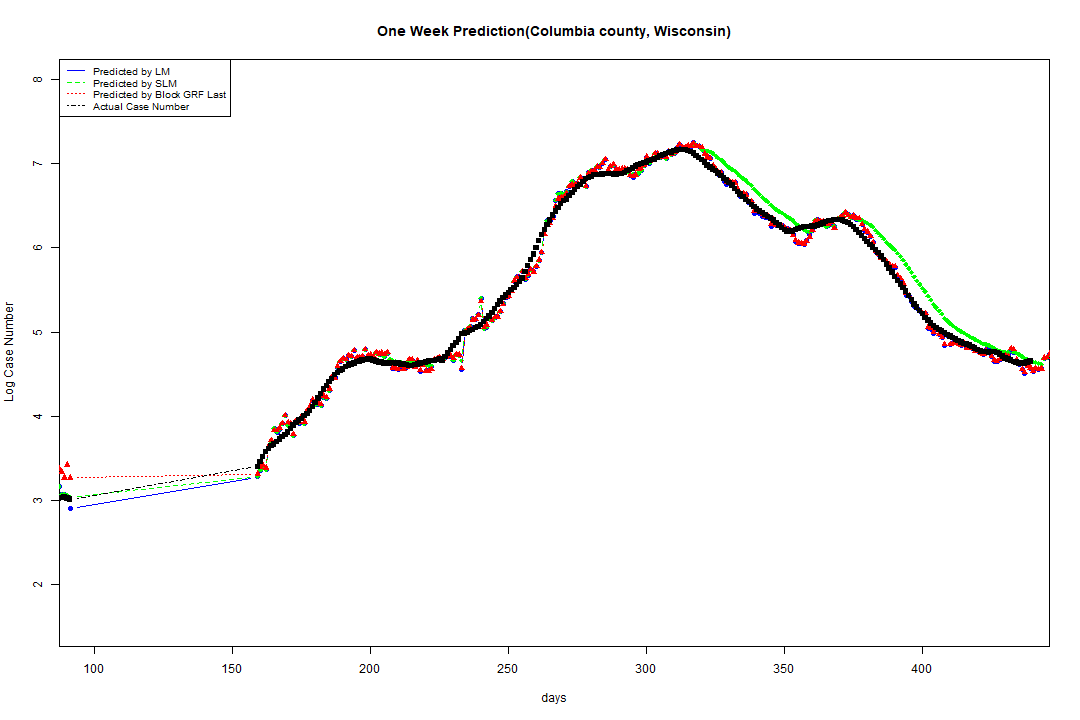 One Week Prediction(Columbia county, Wisconsin)
Predicted by LM
Predicted by SLM
Predicted by Block GRF Last
Actual Case Number
8
7
6
5
4
3
2
Log Case Number
100 150 200 250 300 350 400
days